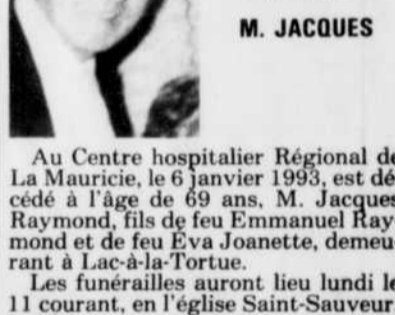 M. JACQUES
Au Centre hospitalier Régional de
La Mauricie, le 6 janvier 1993, est dé-
cédé à l'âge de 69 ans, M. Jacques
Raymond, fils de feu Emmanuel Ray-
mond et de feu Éva Joanette, demeu-
rant à Lac-à-la-Tortue.
Les funérailles auront lieu lundi le
11 courant, en l'église Saint-Sauveur